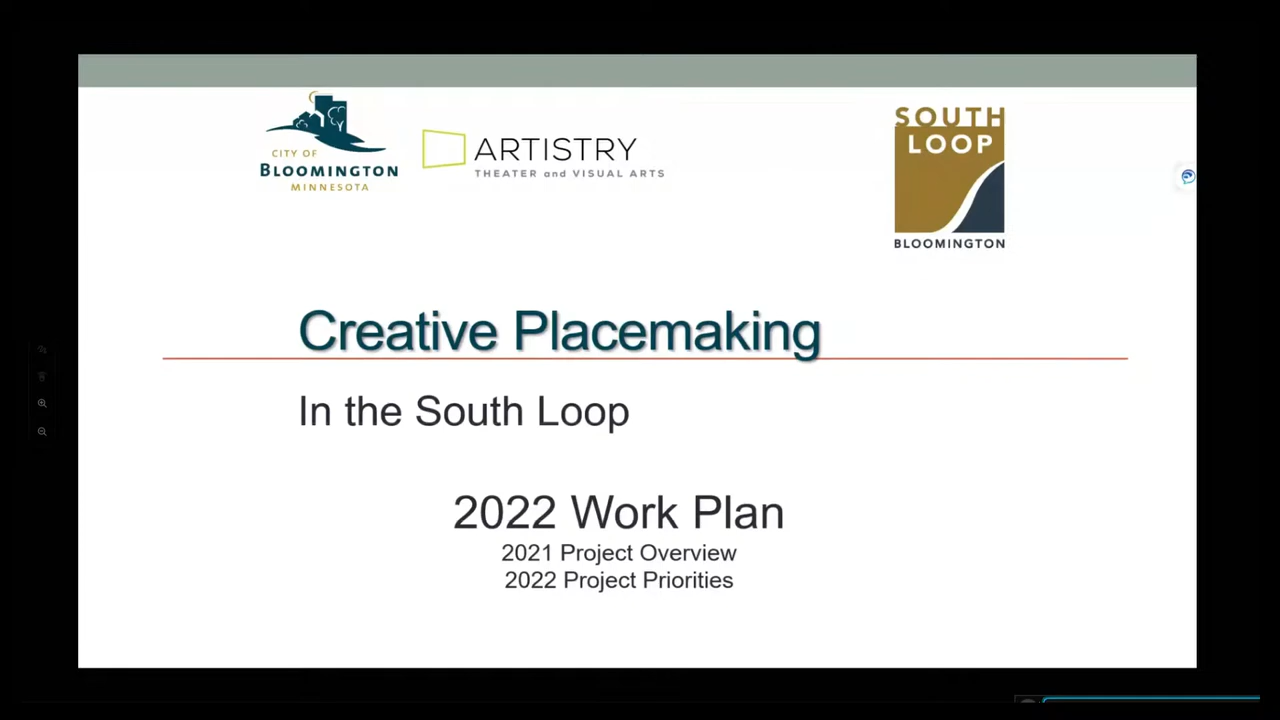 CITY OF
BLOOMINGTON
MINNESOTA
ARTISTRY
THEATER and VISUAL ARTS
SOUTH
LOOP
BLOOMINGTON
Creative Placemaking
In the South Loop
2022 Work Plan
2021 Project Overview
2022 Project Priorities